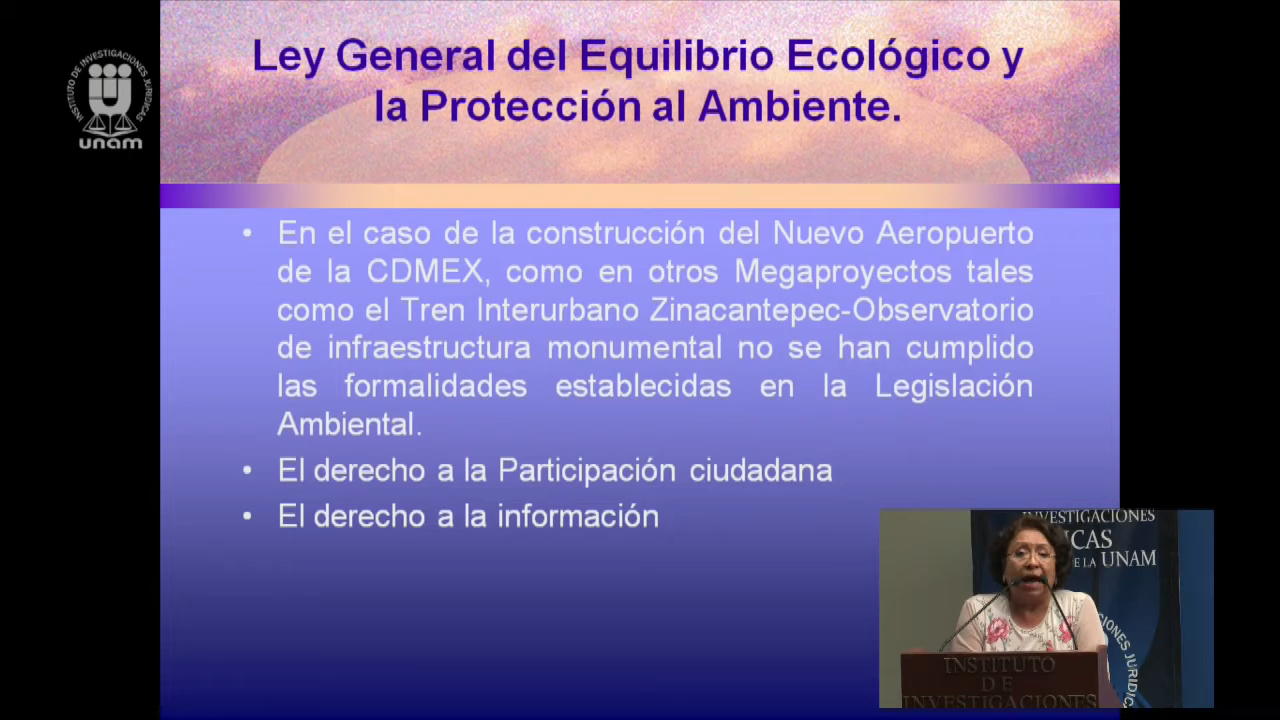 Ley General del Equilibrio Ecológico y
la Protección al Ambiente.
INSTITUTO DE INVESTIGACIONES JURIDICAS
unam
• En el caso de la construcción del Nuevo Aeropuerto
de la CDMEX, como en otros Megaproyectos tales
como el Tren Interurbano Zinacantepec-Observatorio
de infraestructura monumental no se han cumplido
las formalidades establecidas en la Legislación
Ambiental.
• El derecho a la Participación ciudadana
• El derecho a la información
INVESTIGACIONES
ICAS
DE LA UNAM
INSTITUTO
DE
INVESTIGACIONES